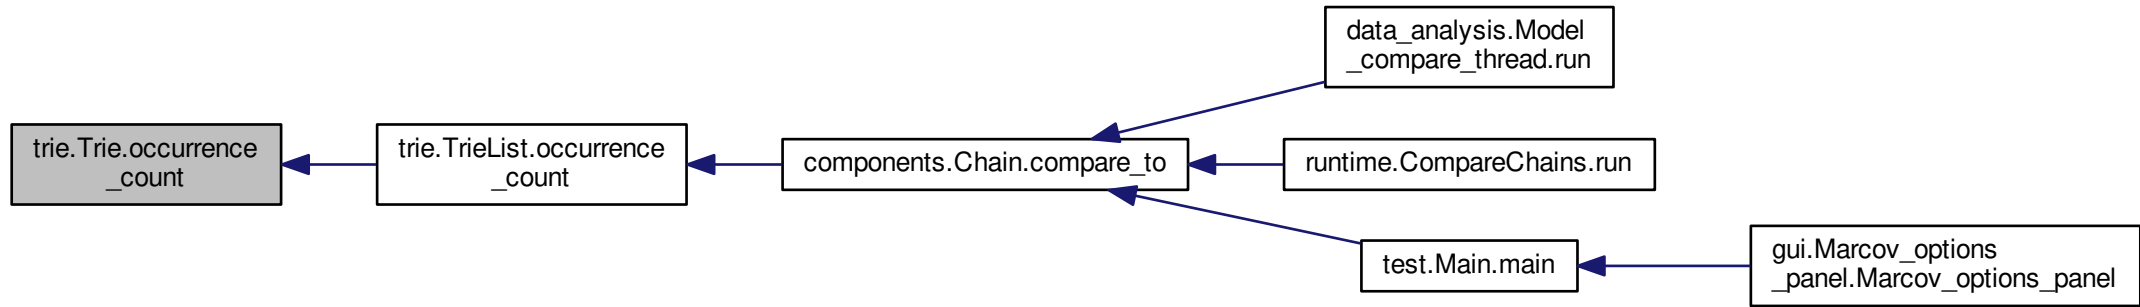 trie.Trie.occurrence
_count
trie.TrieList.occurrence
_count
components.Chain.compare_to
data_analysis.Model
_compare_thread.run
runtime.CompareChains.run
test.Main.main
gui.Marcov_options
_panel.Marcov_options_panel